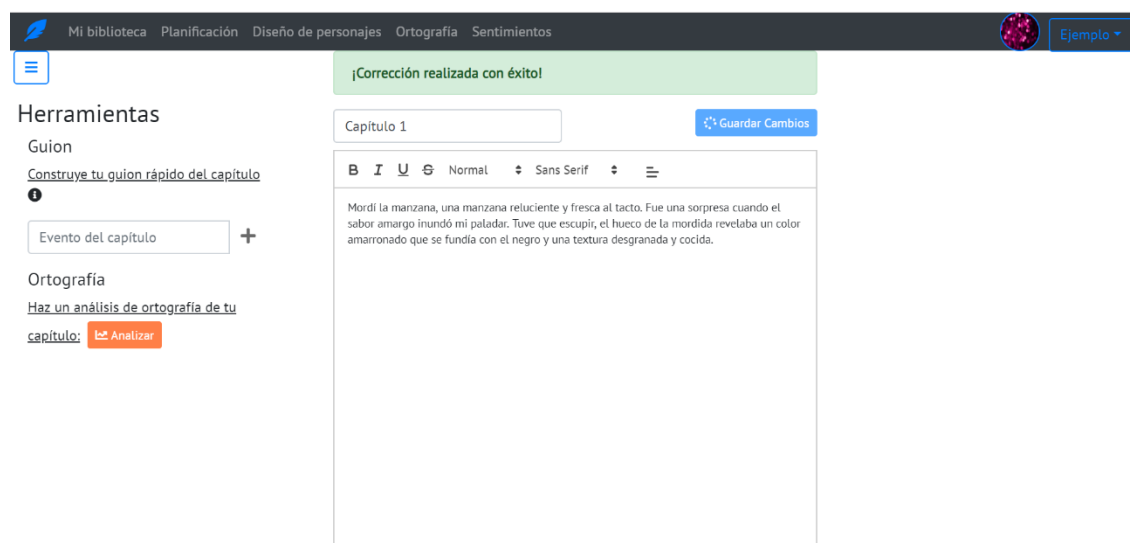 Mi biblioteca Planificación Diseño de personajes Ortografía Sentimientos Ejemplo
¡Corrección realizada con éxito!
Herramientas
Guion
Construye tu guion rápido del capítulo
Evento del capítulo
Ortografía
Haz un análisis de ortografía de tu
capítulo: Analizar
Capítulo 1 Guardar Cambios
B I U S Normal Sans Serif
Mordí la manzana, una manzana reluciente y fresca al tacto. Fue una sorpresa cuando el
sabor amargo inundó mi paladar. Tuve que escupir, el hueco de la mordida revelaba un color
amarronado que se fundía con el negro y una textura desgranada y cocida.